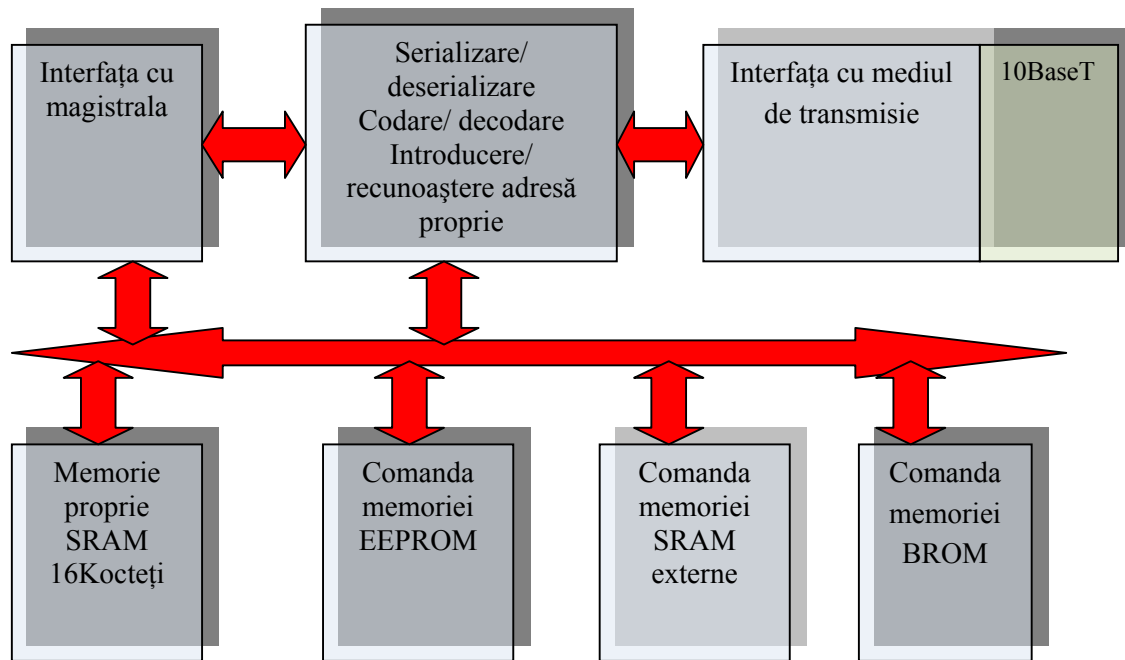 Interfața cu
magistrala
Serializare/
deserializare
Codare/ decodare
Introducere/
recunoaştere adresă
proprie
Interfața cu mediul
de transmisie
10BaseT
Memorie
proprie
SRAM
16Kocteți
Comanda
memoriei
EEPROM
Comanda
memoriei
SRAM
externe
Comanda
memoriei
BROM